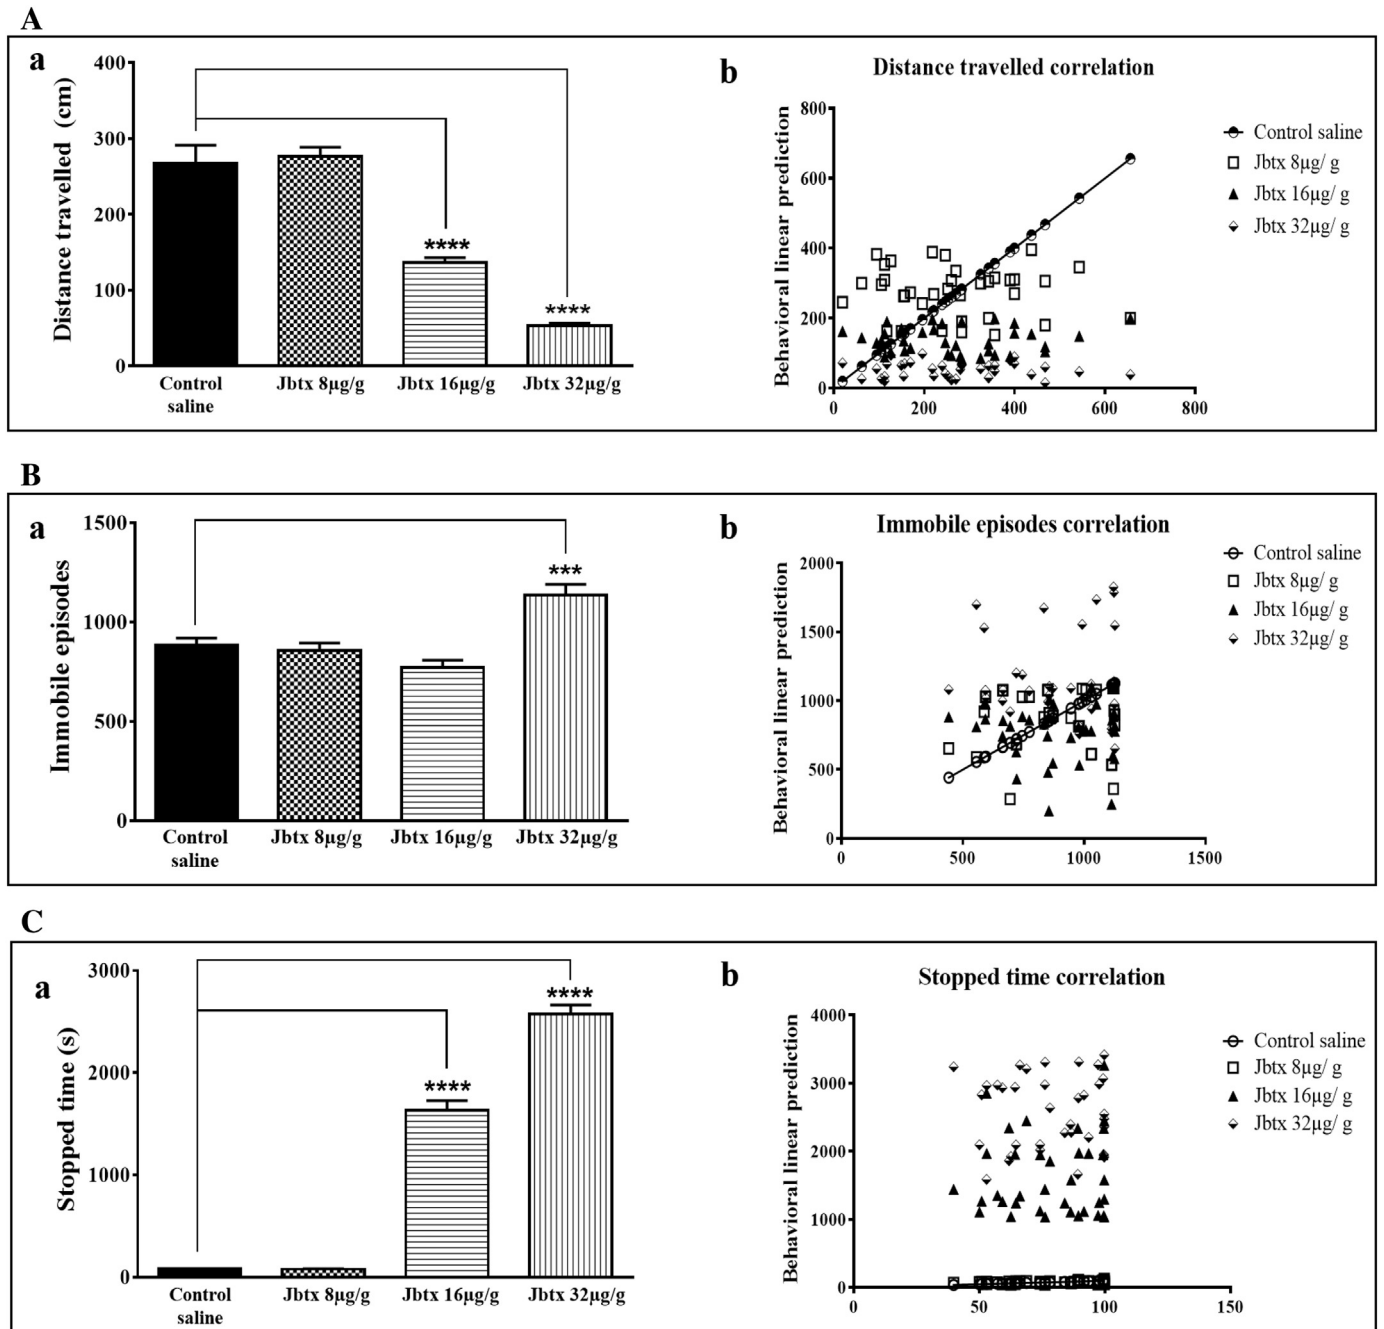 A
a
Distance travelled (cm)
400
300
200
100
0
****
****
Control saline
Jbtx 8µg/g
Jbtx 16µg/g
Jbtx 32µg/g
b
Distance travelled correlation
Behavioral linear prediction
800
600
400
200
0
0
200
400
600
800
Control saline
Jbtx 8µg/ g
Jbtx 16µg/ g
Jbtx 32µg/ g
B
a
Immobile episodes
1500
1000
500
0
***
Control saline
Jbtx 8µg/g
Jbtx 16µg/g
Jbtx 32µg/g
b
Immobile episodes correlation
Behavioral linear prediction
2000
1500
1000
500
0
0
500
1000
1500
Control saline
Jbtx 8µg/ g
Jbtx 16µg/ g
Jbtx 32µg/ g
C
a
Stopped time (s)
3000
2000
1000
0
****
****
Control saline
Jbtx 8µg/g
Jbtx 16µg/g
Jbtx 32µg/g
b
Stopped time correlation
Behavioral linear prediction
4000
3000
2000
1000
0
0
50
100
150
Control saline
Jbtx 8µg/ g
Jbtx 16µg/ g
Jbtx 32µg/ g